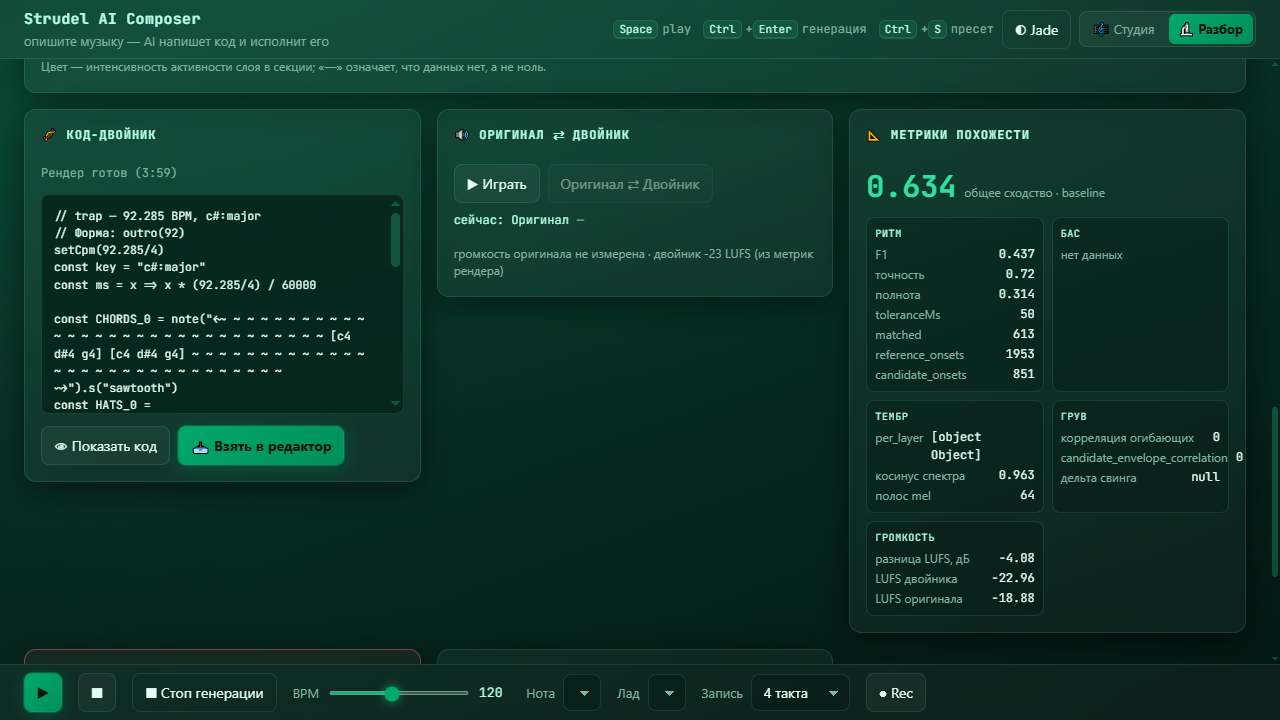 Strudel AI Composer
опишите музыку — AI напишет код и исполнит его
Space play Ctrl + Enter генерация Ctrl + S пресет
Jade
Студия
Разбор
Цвет — интенсивность активности слоя в секции; «—» означает, что данных нет, а не ноль.
КОД-ДВОЙНИК
Рендер готов (3:59)
// trap — 92.285 BPM, c#:major
// Форма: outro(92)
setCpm(92.285/4)
const key = "c#:major"
const ms = x => x * (92.285/4) / 60000
const CHORDS_0 = note("<~ ~ ~ ~ ~ ~ ~ ~ ~ ~ ~
~ ~ ~ ~ ~ ~ ~ ~ ~ ~ ~ ~ ~ ~ ~ ~ ~ ~ ~ ~ [c4
d#4 g4] [c4 d#4 g4] ~ ~ ~ ~ ~ ~ ~ ~ ~ ~ ~ ~ ~
~ ~ ~ ~ ~ ~ ~ ~ ~ ~ ~ ~ ~ ~ ~ ~ ~
~>").s("sawtooth")
const HATS_0 =
Показать код
Взять в редактор
ОРИГИНАЛ ⇄ ДВОЙНИК
▶ Играть
Оригинал ⇄ Двойник
сейчас: Оригинал —
громкость оригинала не измерена · двойник -23 LUFS (из метрик
рендера)
МЕТРИКИ ПОХОЖЕСТИ
0.634 общее сходство · baseline
РИТМ
F1 0.437
точность 0.72
полнота 0.314
toleranceMs 50
matched 613
reference_onsets 1953
candidate_onsets 851
БАС
нет данных
ТЕМБР
per_layer [object
Object]
косинус спектра 0.963
полос mel 64
ГРУВ
корреляция огибающих 0
candidate_envelope_correlation 0
дельта свинга null
ГРОМКОСТЬ
разница LUFS, дБ -4.08
LUFS двойника -22.96
LUFS оригинала -18.88
Стоп генерации
BPM 120
Нота
Лад
Запись 4 такта
● Rec